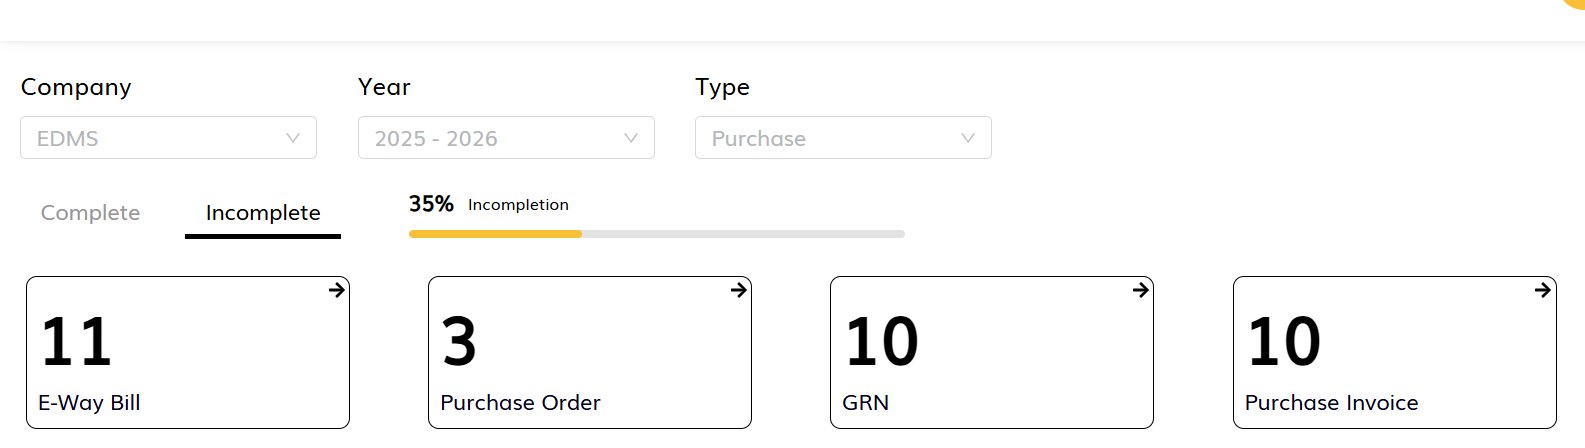 Company Year Type
EDMS 2025 - 2026 Purchase
Complete Incomplete 35% Incompletion
11 3 10 10
E-Way Bill Purchase Order GRN Purchase Invoice